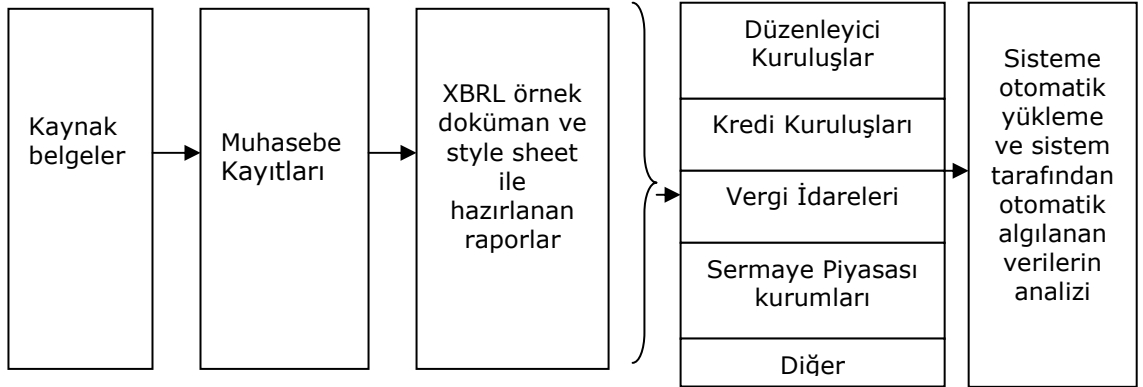 Kaynak
belgeler
Muhasebe
Kayıtları
XBRL örnek
doküman ve
style sheet
ile
hazırlanan
raporlar
Düzenleyici
Kuruluşlar
Kredi Kuruluşları
Vergi İdareleri
Sermaye Piyasası
kurumları
Diğer
Sisteme
otomatik
yükleme
ve sistem
tarafından
otomatik
algılanan
verilerin
analizi